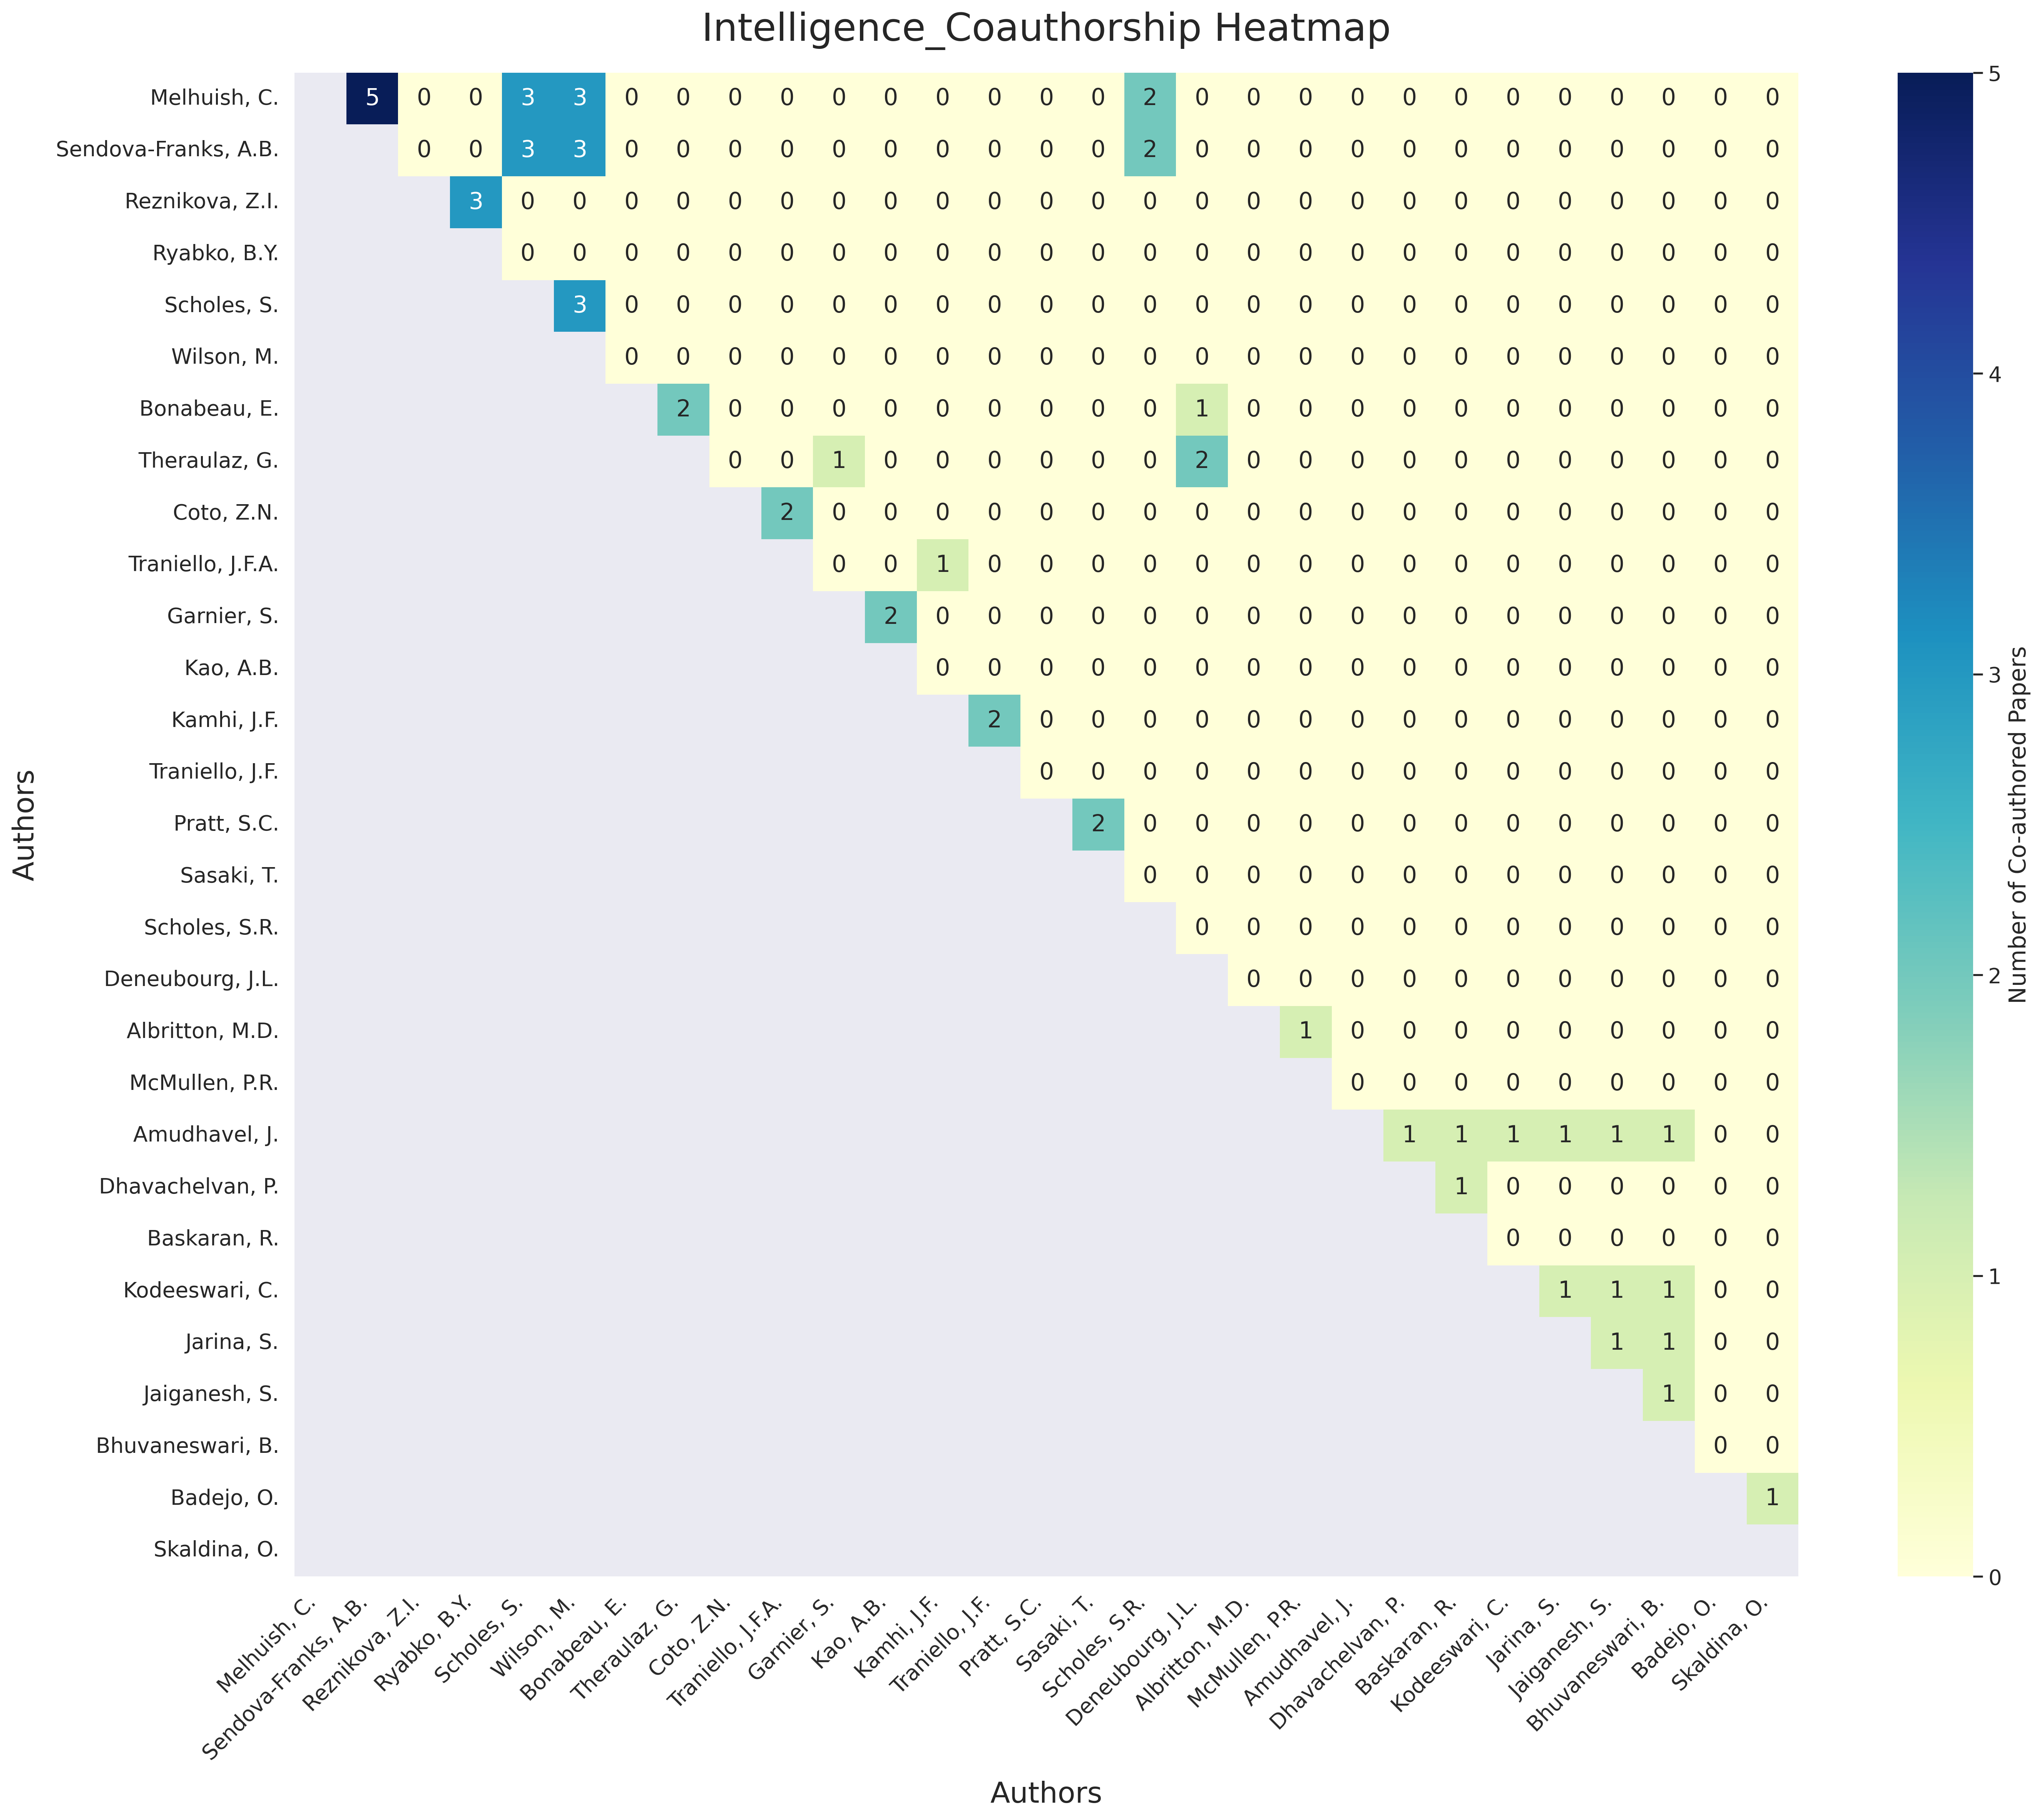 Intelligence_Coauthorship Heatmap
Melhuish, C. 5 0 0 3 3 0 0 0 0 0 0 0 0 0 0 2 0 0 0 0 0 0 0 0 0 0 0 0
Sendova-Franks, A.B. 0 0 3 3 0 0 0 0 0 0 0 0 0 0 2 0 0 0 0 0 0 0 0 0 0 0 0
Reznikova, Z.I. 3 0 0 0 0 0 0 0 0 0 0 0 0 0 0 0 0 0 0 0 0 0 0 0 0 0
Ryabko, B.Y. 0 0 0 0 0 0 0 0 0 0 0 0 0 0 0 0 0 0 0 0 0 0 0 0 0
Scholes, S. 3 0 0 0 0 0 0 0 0 0 0 0 0 0 0 0 0 0 0 0 0 0 0 0
Wilson, M. 0 0 0 0 0 0 0 0 0 0 0 0 0 0 0 0 0 0 0 0 0 0 0
Bonabeau, E. 2 0 0 0 0 0 0 0 0 0 1 0 0 0 0 0 0 0 0 0 0 0
Theraulaz, G. 0 0 1 0 0 0 0 0 0 2 0 0 0 0 0 0 0 0 0 0 0
Coto, Z.N. 2 0 0 0 0 0 0 0 0 0 0 0 0 0 0 0 0 0 0 0
Traniello, J.F.A. 0 0 1 0 0 0 0 0 0 0 0 0 0 0 0 0 0 0 0
Garnier, S. 2 0 0 0 0 0 0 0 0 0 0 0 0 0 0 0 0 0
Kao, A.B. 0 0 0 0 0 0 0 0 0 0 0 0 0 0 0 0 0
Kamhi, J.F. 2 0 0 0 0 0 0 0 0 0 0 0 0 0 0 0
Traniello, J.F. 0 0 0 0 0 0 0 0 0 0 0 0 0 0 0
Pratt, S.C. 2 0 0 0 0 0 0 0 0 0 0 0 0 0
Sasaki, T. 0 0 0 0 0 0 0 0 0 0 0 0 0
Scholes, S.R. 0 0 0 0 0 0 0 0 0 0 0 0
Deneubourg, J.L. 0 0 0 0 0 0 0 0 0 0 0
Albritton, M.D. 1 0 0 0 0 0 0 0 0 0
McMullen, P.R. 0 0 0 0 0 0 0 0 0
Amudhavel, J. 1 1 1 1 1 1 0 0
Dhavachelvan, P. 1 0 0 0 0 0 0
Baskaran, R. 0 0 0 0 0 0
Kodeeswari, C. 1 1 1 0 0
Jarina, S. 1 1 0 0
Jaiganesh, S. 1 0 0
Bhuvaneswari, B. 0 0
Badejo, O. 1
Skaldina, O.
Authors
Melhuish, C.
Sendova-Franks, A.B.
Reznikova, Z.I.
Ryabko, B.Y.
Scholes, S.
Wilson, M.
Bonabeau, E.
Theraulaz, G.
Coto, Z.N.
Traniello, J.F.A.
Garnier, S.
Kao, A.B.
Kamhi, J.F.
Traniello, J.F.
Pratt, S.C.
Sasaki, T.
Scholes, S.R.
Deneubourg, J.L.
Albritton, M.D.
McMullen, P.R.
Amudhavel, J.
Dhavachelvan, P.
Baskaran, R.
Kodeeswari, C.
Jarina, S.
Jaiganesh, S.
Bhuvaneswari, B.
Badejo, O.
Skaldina, O.
Authors
5
4
3
2
1
0
Number of Co-authored Papers